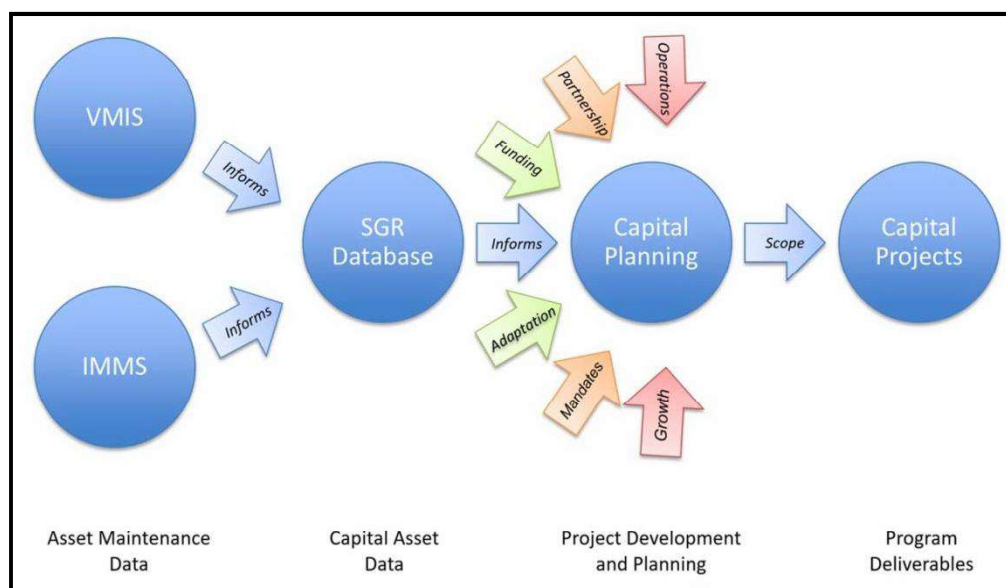 VMIS
Informs
IMMS
Informs
SGR
Database
Informs
Funding
Partnership
Operations
Adaptation
Mandates
Growth
Capital
Planning
Scope
Capital
Projects
Asset Maintenance
Data
Capital Asset
Data
Project Development
and Planning
Program
Deliverables